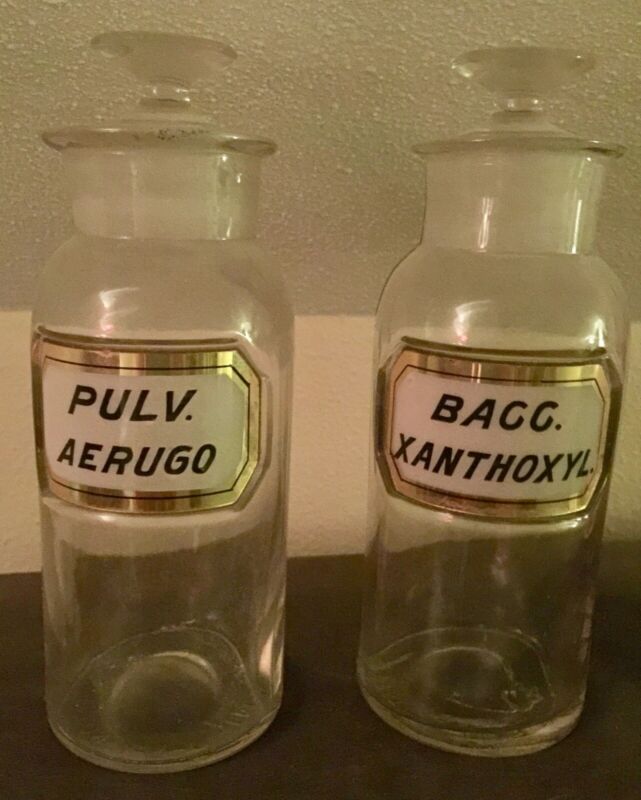 PULV.
AERUGO
BACC.
XANTHOXYL.